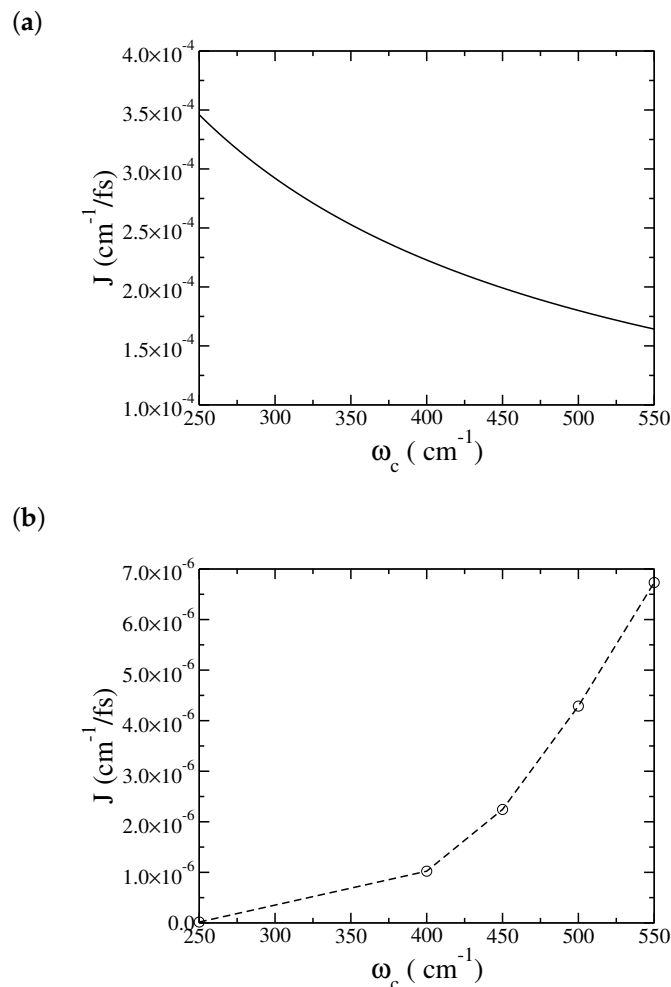 (a)
4.0×10⁻⁴
3.5×10⁻⁴
3.0×10⁻⁴
2.5×10⁻⁴
2.0×10⁻⁴
1.5×10⁻⁴
1.0×10⁻⁴
J (cm⁻¹/fs)
250 300 350 400 450 500 550
ω_c ( cm⁻¹)
(b)
7.0×10⁻⁶
6.0×10⁻⁶
5.0×10⁻⁶
4.0×10⁻⁶
3.0×10⁻⁶
2.0×10⁻⁶
1.0×10⁻⁶
0.0
J (cm⁻¹/fs)
250 300 350 400 450 500 550
ω_c ( cm⁻¹)